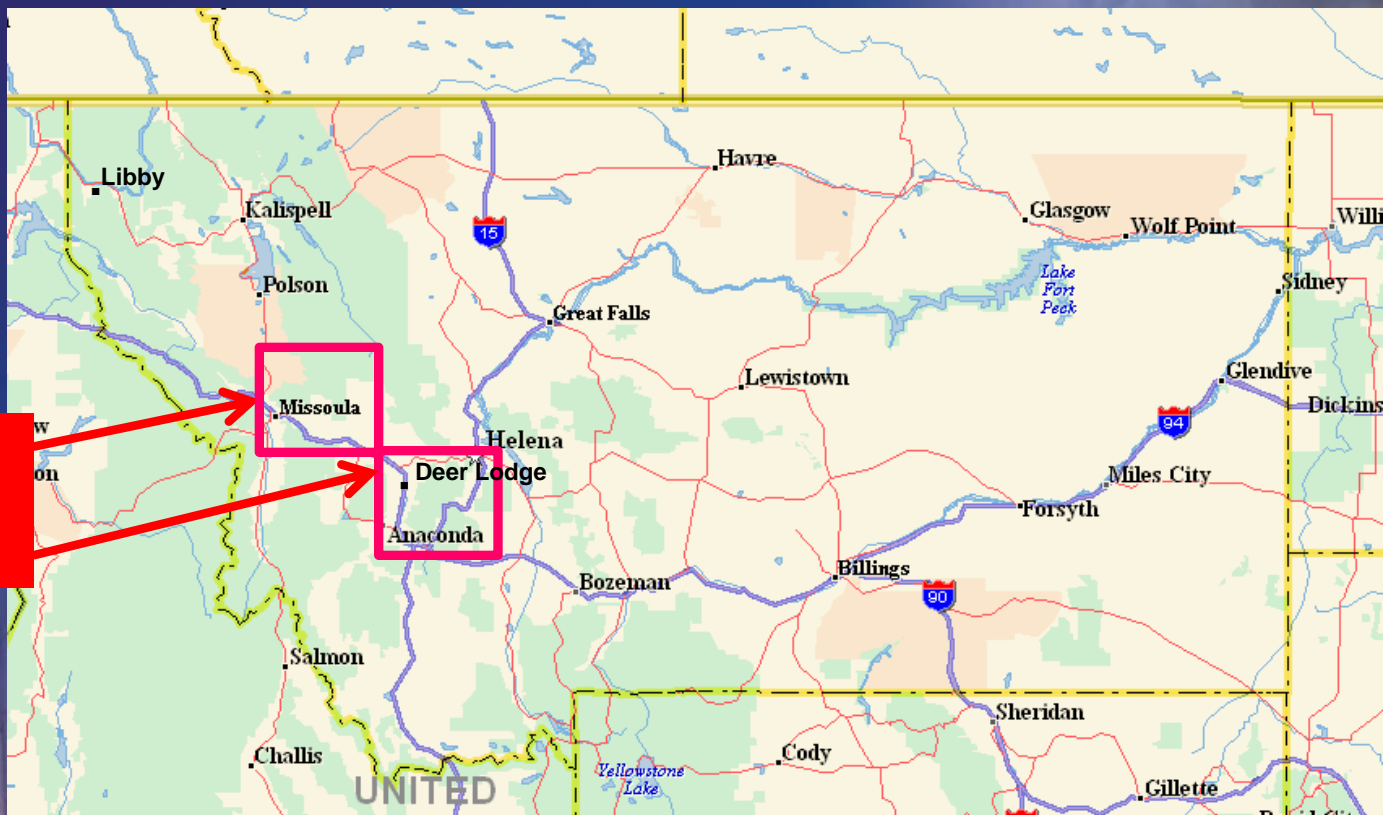 Havre
Libby
Kalispell
Glasgow
Wolf Point
Willi
15
Lake
Fort
Peck
Polson
Sidney
Great Falls
Glendive
Lewistown
Dickins
Missoula
w
94
Helena
on
Deer Lodge
Miles City
Forsyth
Anaconda
Billings
Bozeman
90
Salmon
Sheridan
Challis
Cody
Yellowstone
Lake
UNITED
Gillette